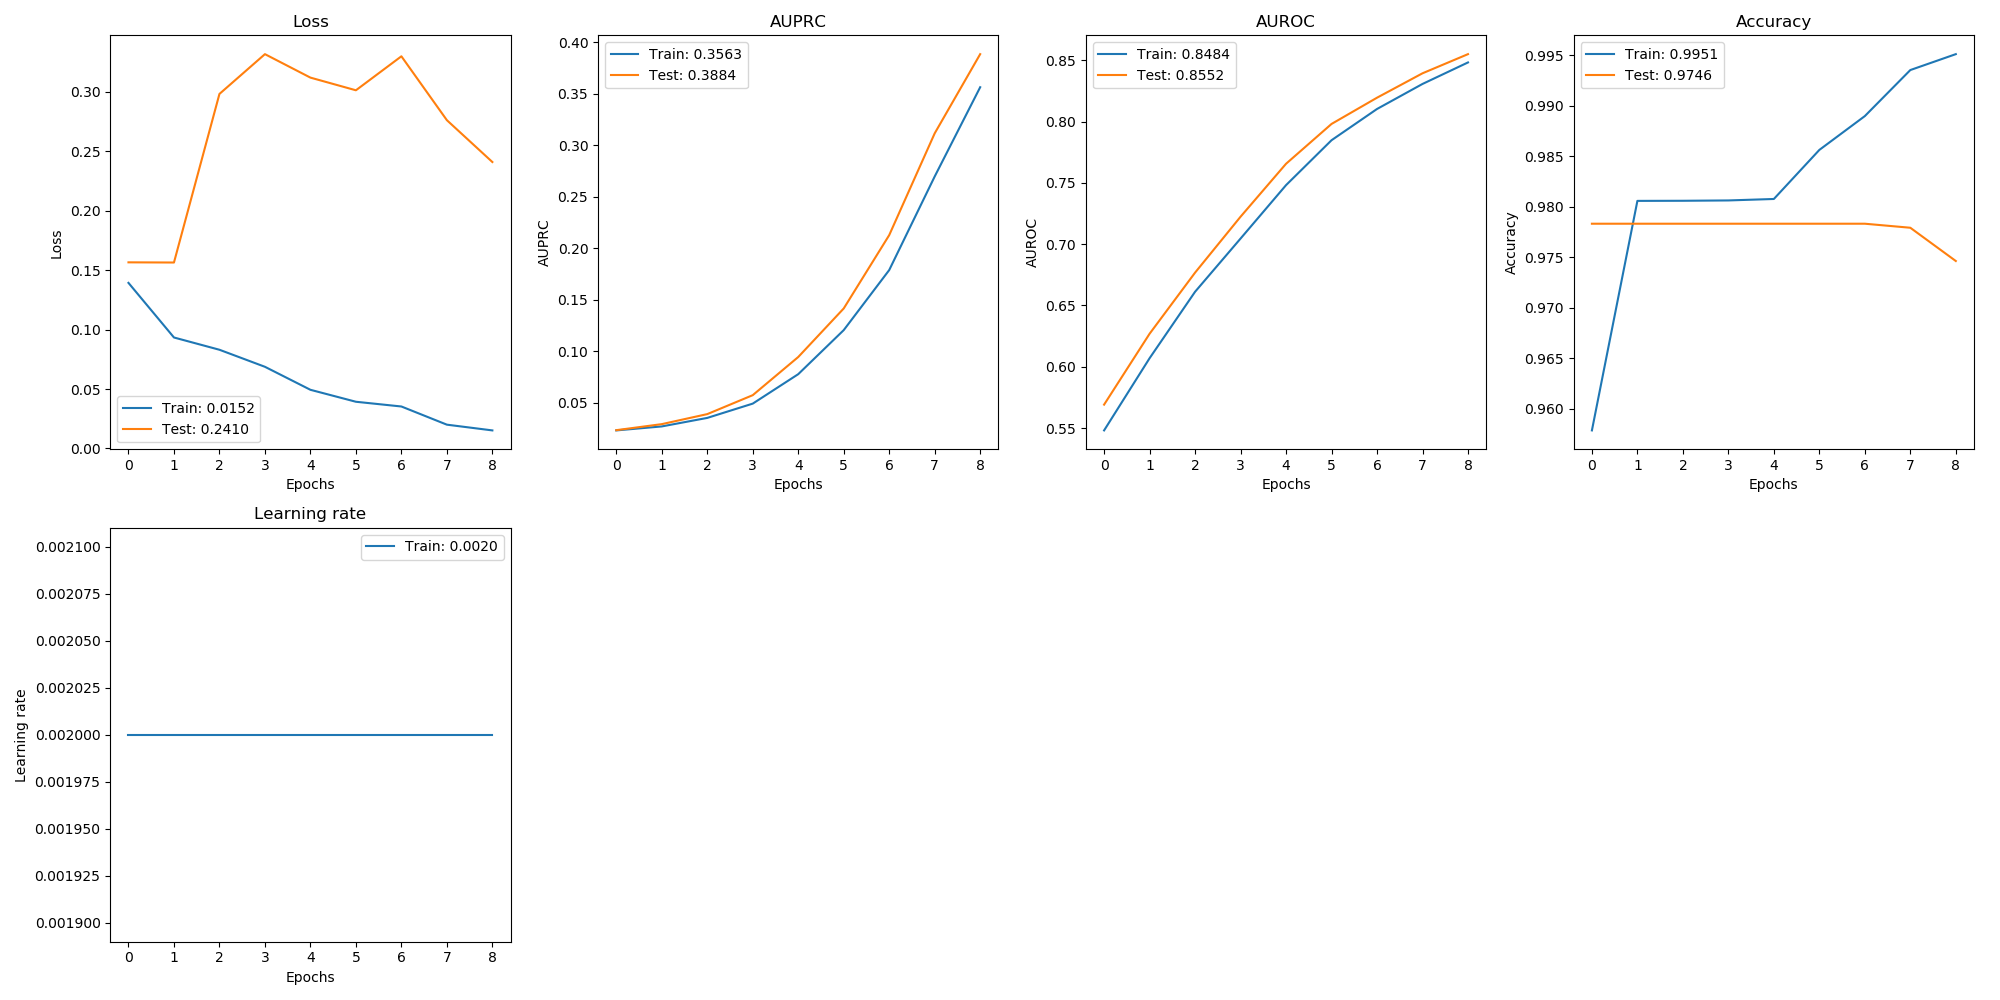 Loss
Loss
0.30
0.25
0.20
0.15
0.10
0.05
0.00
Train: 0.0152
Test: 0.2410
0 1 2 3 4 5 6 7 8
Epochs
AUPRC
AUPRC
0.40
0.35
0.30
0.25
0.20
0.15
0.10
0.05
Train: 0.3563
Test: 0.3884
0 1 2 3 4 5 6 7 8
Epochs
AUROC
AUROC
0.85
0.80
0.75
0.70
0.65
0.60
0.55
Train: 0.8484
Test: 0.8552
0 1 2 3 4 5 6 7 8
Epochs
Accuracy
Accuracy
0.995
0.990
0.985
0.980
0.975
0.970
0.965
0.960
Train: 0.9951
Test: 0.9746
0 1 2 3 4 5 6 7 8
Epochs
Learning rate
Learning rate
0.002100
0.002075
0.002050
0.002025
0.002000
0.001975
0.001950
0.001925
0.001900
Train: 0.0020
0 1 2 3 4 5 6 7 8
Epochs